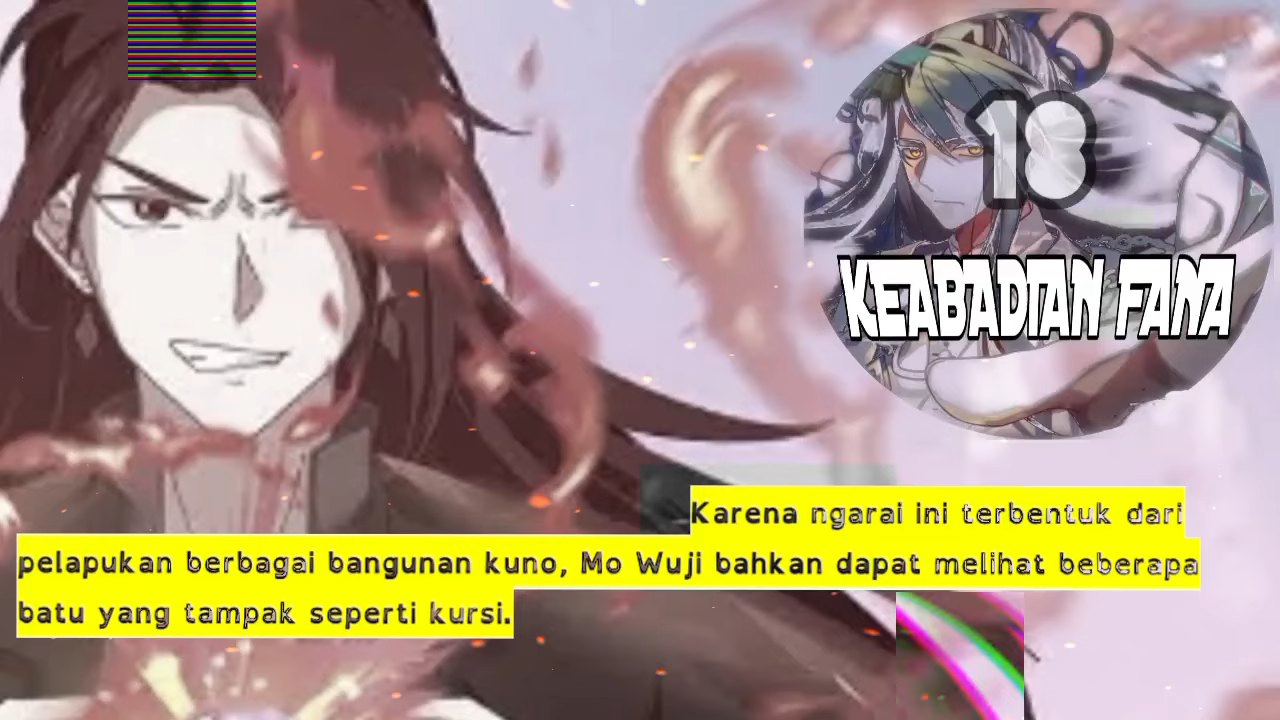 18
KEABADIAN FANA
Karena ngarai ini terbentuk dari
pelapukan berbagai bangunan kuno, Mo Wuji bahkan dapat melihat beberapa
batu yang tampak seperti kursi.